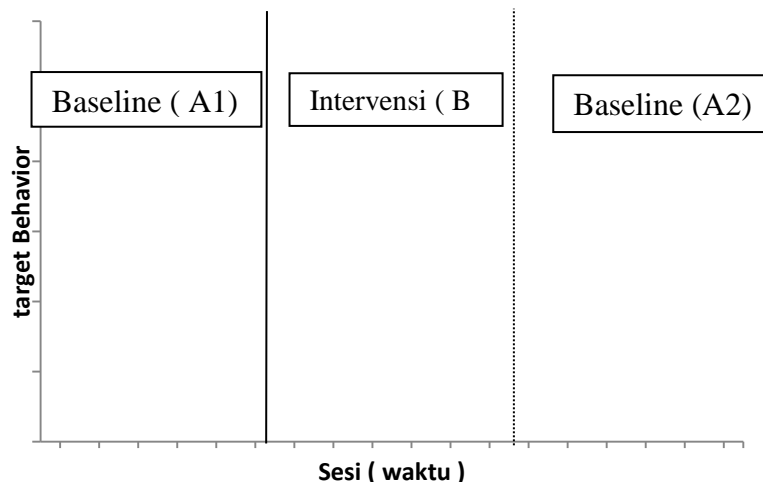 Baseline ( A1)
Intervensi ( B
Baseline (A2)
target Behavior
Sesi ( waktu )